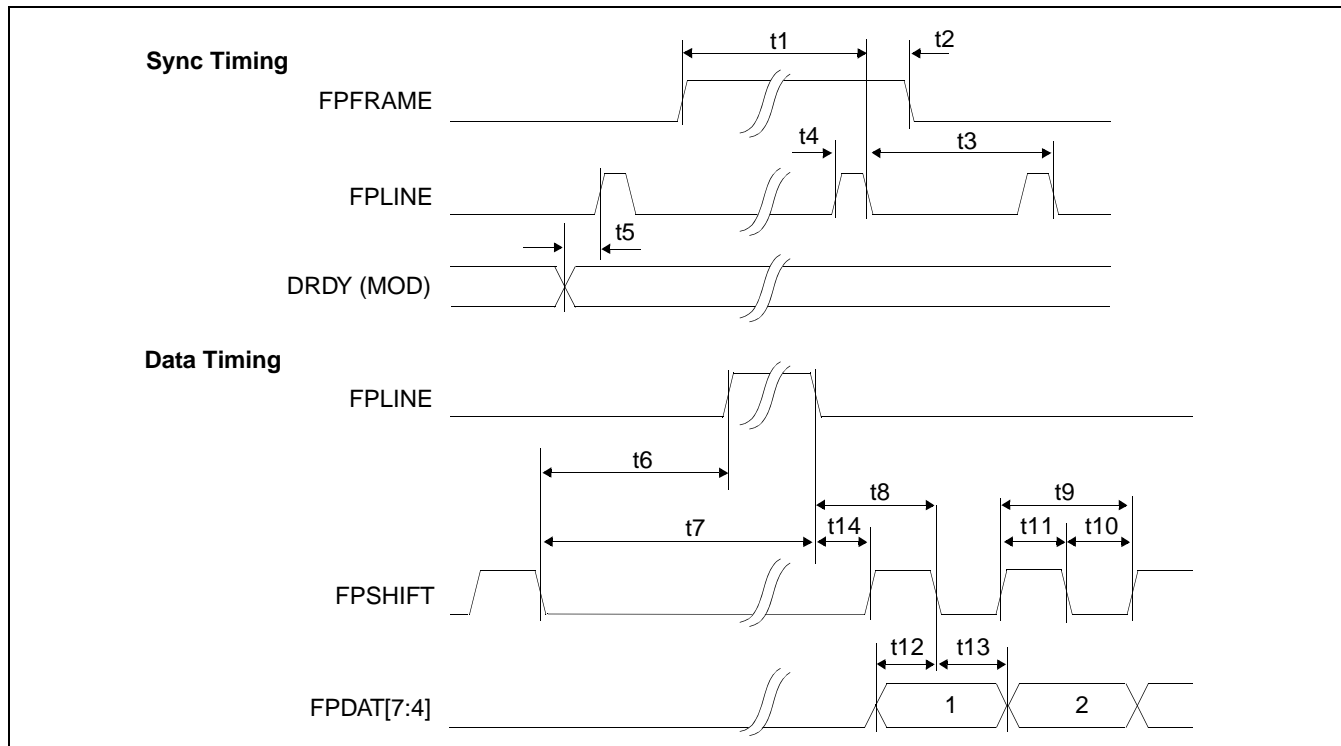 Sync Timing
t1
t2
FPFRAME
t4
t3
FPLINE
t5
DRDY (MOD)
Data Timing
FPLINE
t6
t8
t9
t7
t14
t11
t10
FPSHIFT
t12
t13
FPDAT[7:4]
1
2